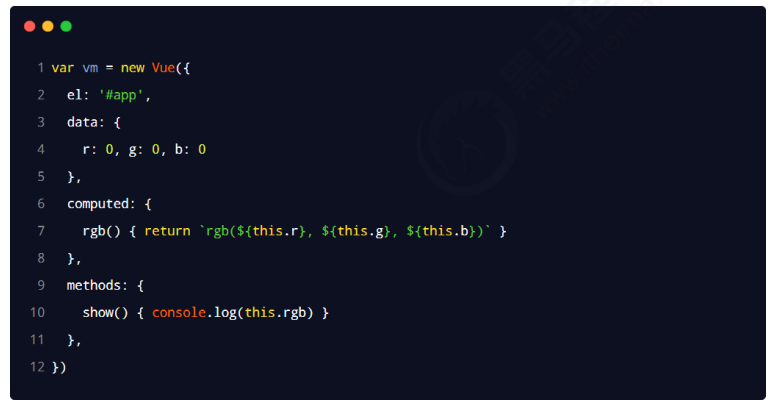 1 var vm = new Vue({
2   el: '#app',
3   data: {
4     r: 0, g: 0, b: 0
5   },
6   computed: {
7     rgb() { return `rgb(${this.r}, ${this.g}, ${this.b})` }
8   },
9   methods: {
10     show() { console.log(this.rgb) }
11   },
12 })